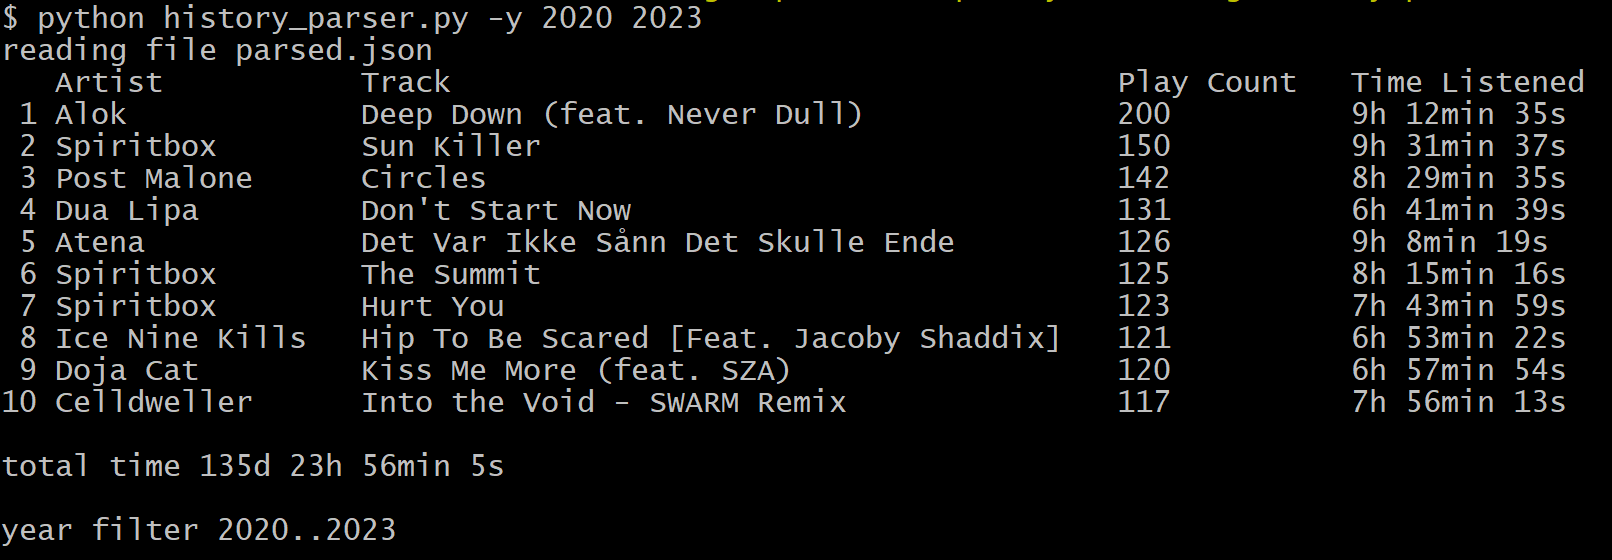 $ python history_parser.py -y 2020 2023
reading file parsed.json
   Artist           Track                                     Play Count   Time Listened
 1 Alok             Deep Down (feat. Never Dull)              200          9h 12min 35s
 2 Spiritbox        Sun Killer                                150          9h 31min 37s
 3 Post Malone      Circles                                   142          8h 29min 35s
 4 Dua Lipa         Don't Start Now                           131          6h 41min 39s
 5 Atena            Det Var Ikke Sånn Det Skulle Ende         126          9h 8min 19s
 6 Spiritbox        The Summit                                125          8h 15min 16s
 7 Spiritbox        Hurt You                                  123          7h 43min 59s
 8 Ice Nine Kills   Hip To Be Scared [Feat. Jacoby Shaddix]   121          6h 53min 22s
 9 Doja Cat         Kiss Me More (feat. SZA)                  120          6h 57min 54s
10 Celldweller      Into the Void - SWARM Remix               117          7h 56min 13s
total time 135d 23h 56min 5s
year filter 2020..2023